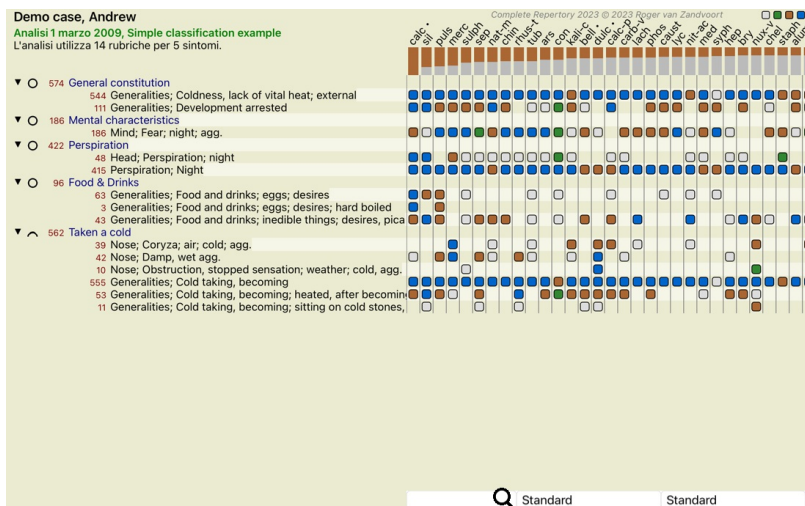 Demo case, Andrew
Complete Repertory 2023 © 2023 Roger van Zandvoort
Analisi 1 marzo 2009, Simple classification example
L'analisi utilizza 14 rubriche per 5 sintomi.
calc · sil puls merc sulph sep nat-m chin rhus-t tub ars con kali-c bell · dulc · calc-p carb-v lach phos caust lyc nit-ac med syph hep bry nux-v chel staph alum
574 General constitution
544 Generalities; Coldness, lack of vital heat; external
111 Generalities; Development arrested
186 Mental characteristics
186 Mind; Fear; night; agg.
422 Perspiration
48 Head; Perspiration; night
415 Perspiration; Night
96 Food & Drinks
63 Generalities; Food and drinks; eggs; desires
3 Generalities; Food and drinks; eggs; desires; hard boiled
43 Generalities; Food and drinks; inedible things; desires, pica
562 Taken a cold
39 Nose; Coryza; air; cold; agg.
42 Nose; Damp, wet agg.
10 Nose; Obstruction, stopped sensation; weather; cold, agg.
555 Generalities; Cold taking, becoming
53 Generalities; Cold taking, becoming; heated, after becomin
11 Generalities; Cold taking, becoming; sitting on cold stones,
Standard Standard